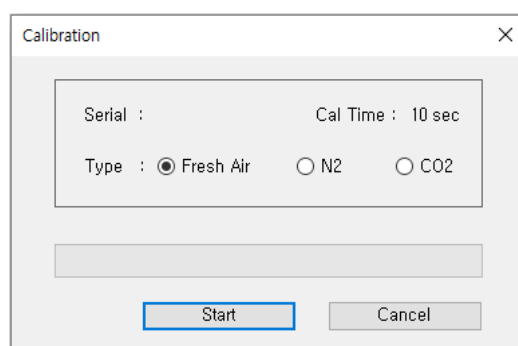 Calibration
Serial : Cal Time : 10 sec
Type : Fresh Air N2 CO2
Start Cancel